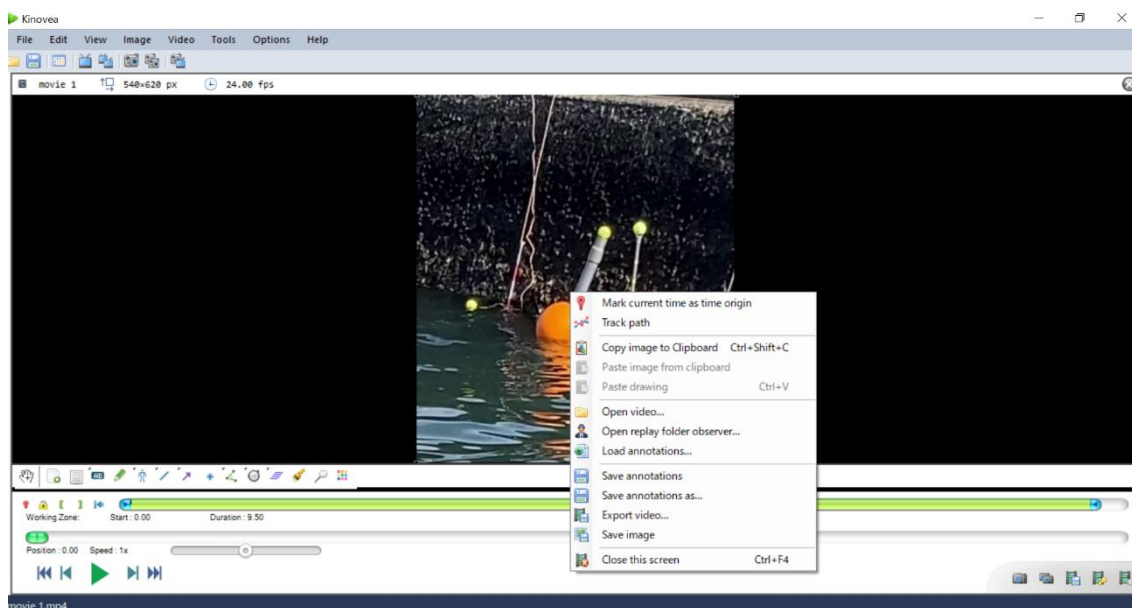 Kinovea
File Edit View Image Video Tools Options Help
movie 1 540×620 px 24.00 fps
Mark current time as time origin
Track path
Copy image to Clipboard Ctrl+Shift+C
Paste image from clipboard
Paste drawing Ctrl+V
Open video...
Open replay folder observer...
Load annotations...
Save annotations
Save annotations as...
Export video...
Save image
Close this screen Ctrl+F4
Working Zone: Start : 0.00 Duration : 9.50
Position : 0.00 Speed : 1x
movie 1.mp4